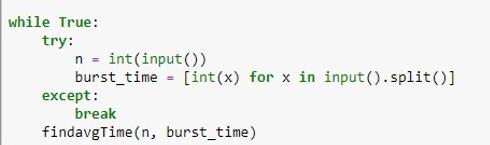 while True:
    try:
        n = int(input())
        burst_time = [int(x) for x in input().split()]
    except:
        break
    findavgTime(n, burst_time)